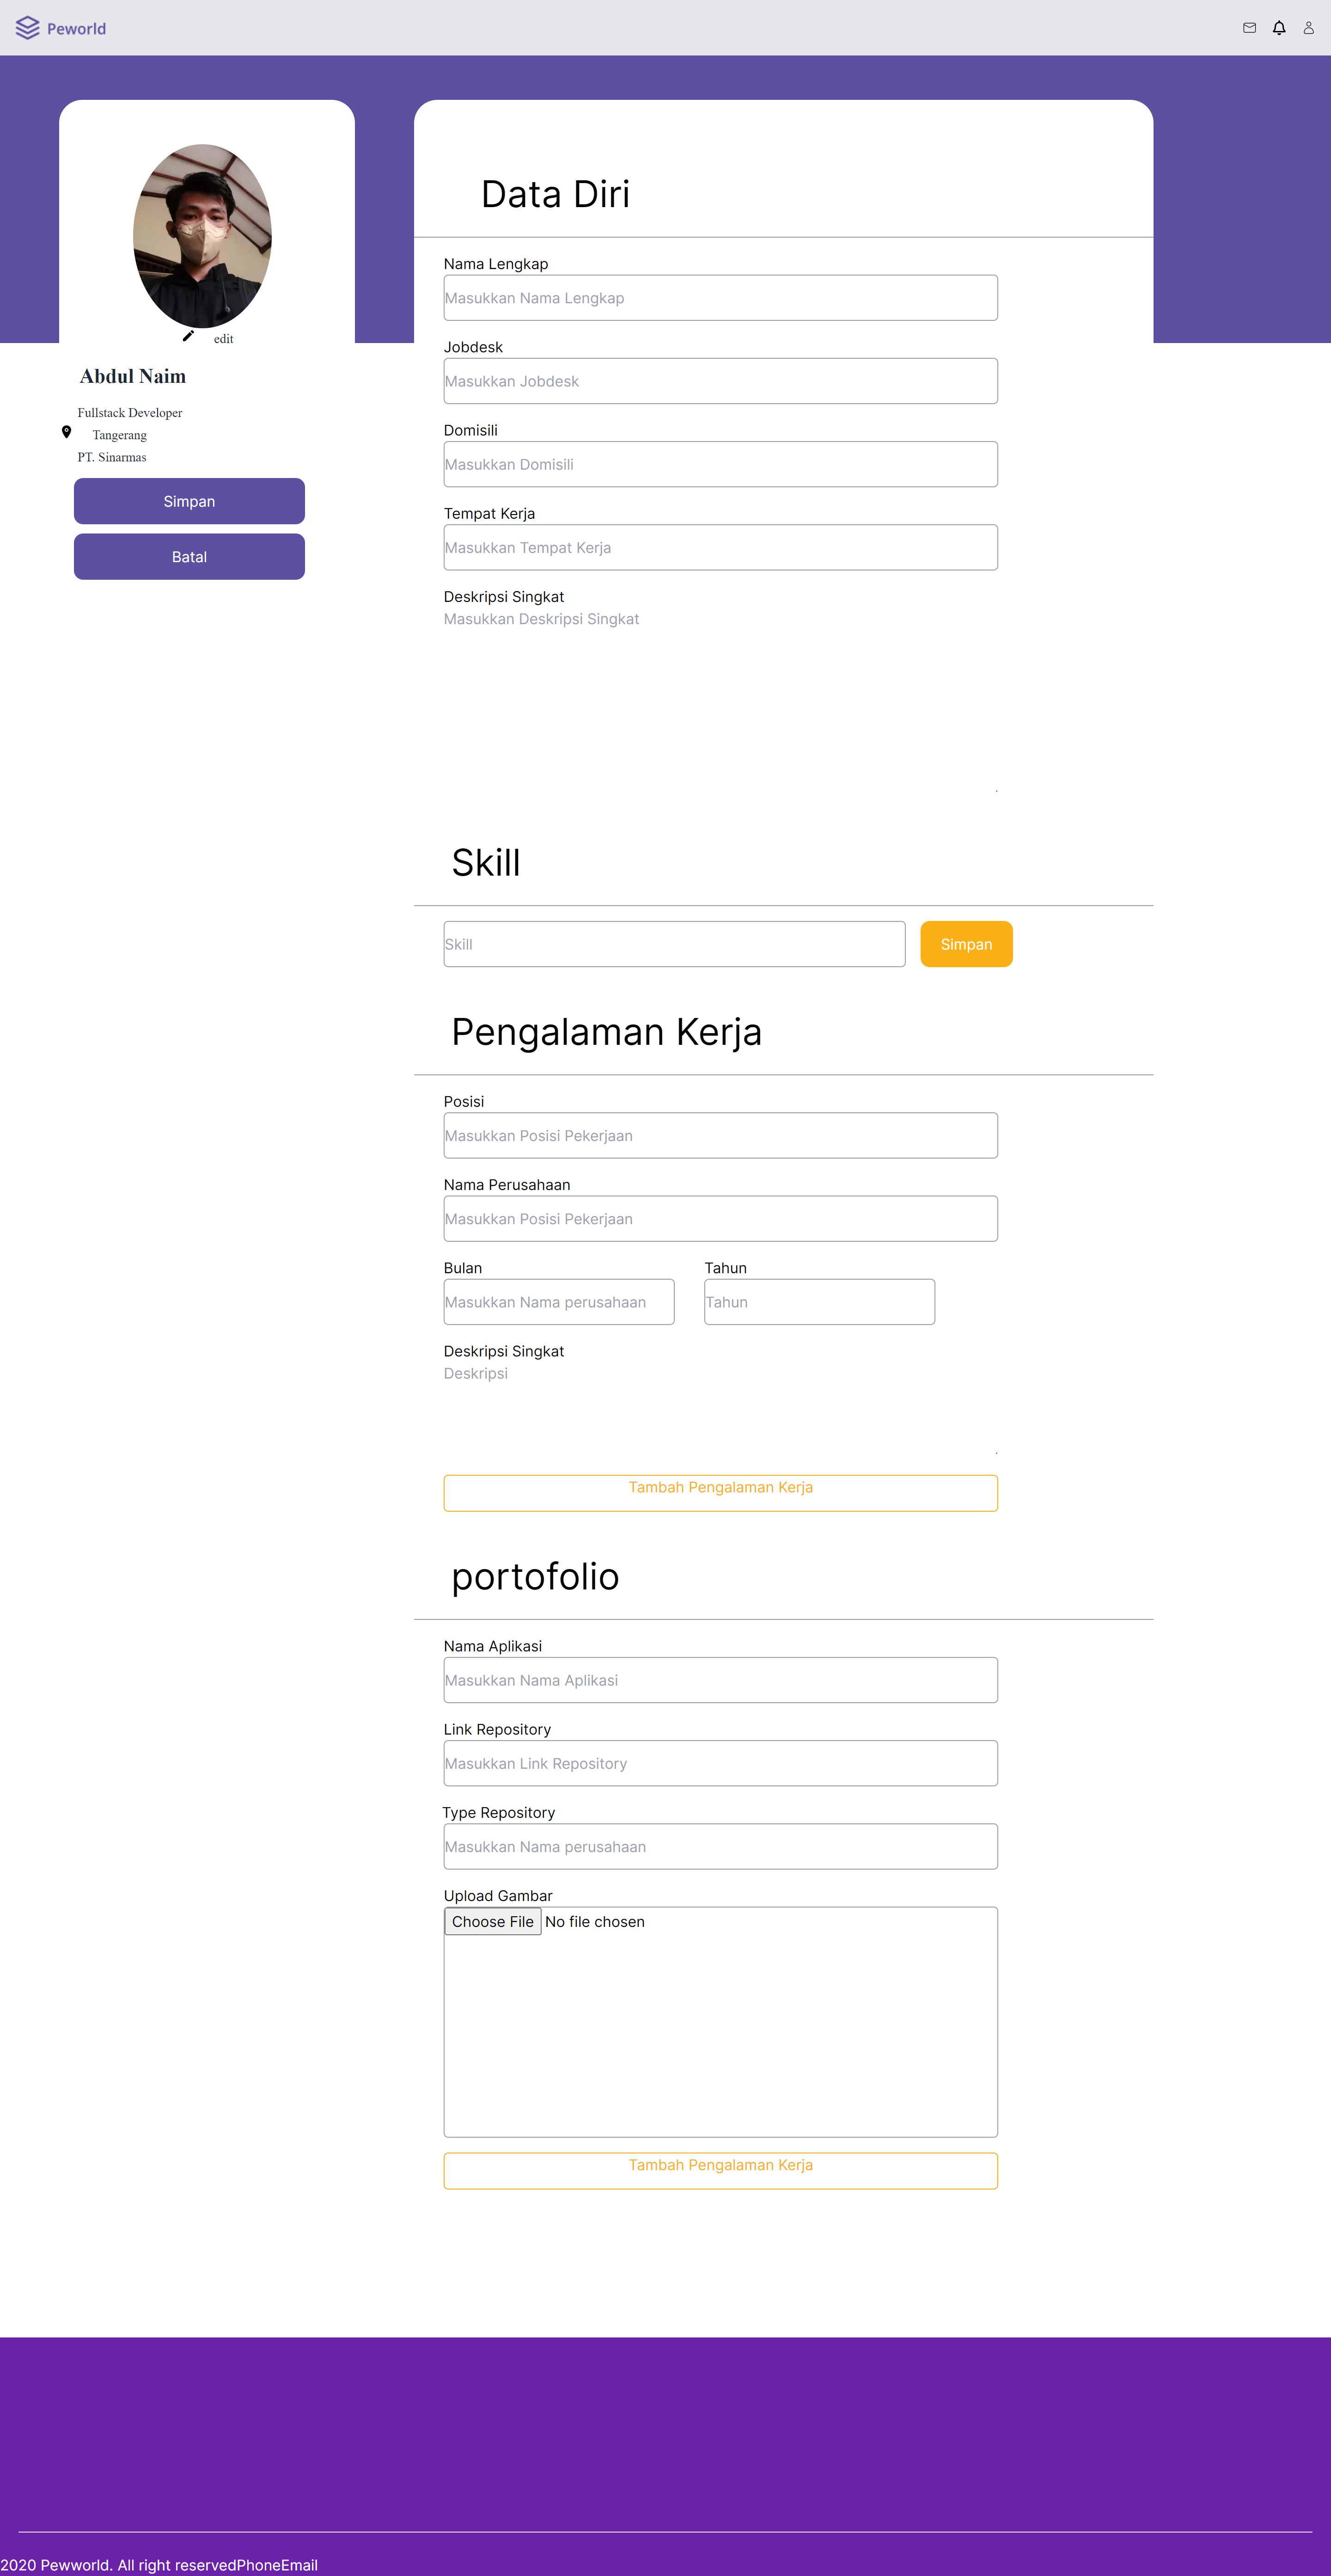 Peworld
edit
Abdul Naim
Fullstack Developer
Tangerang
PT. Sinarmas
Simpan
Batal
Data Diri
Nama Lengkap
Masukkan Nama Lengkap
Jobdesk
Masukkan Jobdesk
Domisili
Masukkan Domisili
Tempat Kerja
Masukkan Tempat Kerja
Deskripsi Singkat
Masukkan Deskripsi Singkat
Skill
Skill
Simpan
Pengalaman Kerja
Posisi
Masukkan Posisi Pekerjaan
Nama Perusahaan
Masukkan Posisi Pekerjaan
Bulan
Tahun
Masukkan Nama perusahaan
Tahun
Deskripsi Singkat
Deskripsi
Tambah Pengalaman Kerja
portofolio
Nama Aplikasi
Masukkan Nama Aplikasi
Link Repository
Masukkan Link Repository
Type Repository
Masukkan Nama perusahaan
Upload Gambar
Choose File No file chosen
Tambah Pengalaman Kerja
2020 Pewworld. All right reservedPhoneEmail